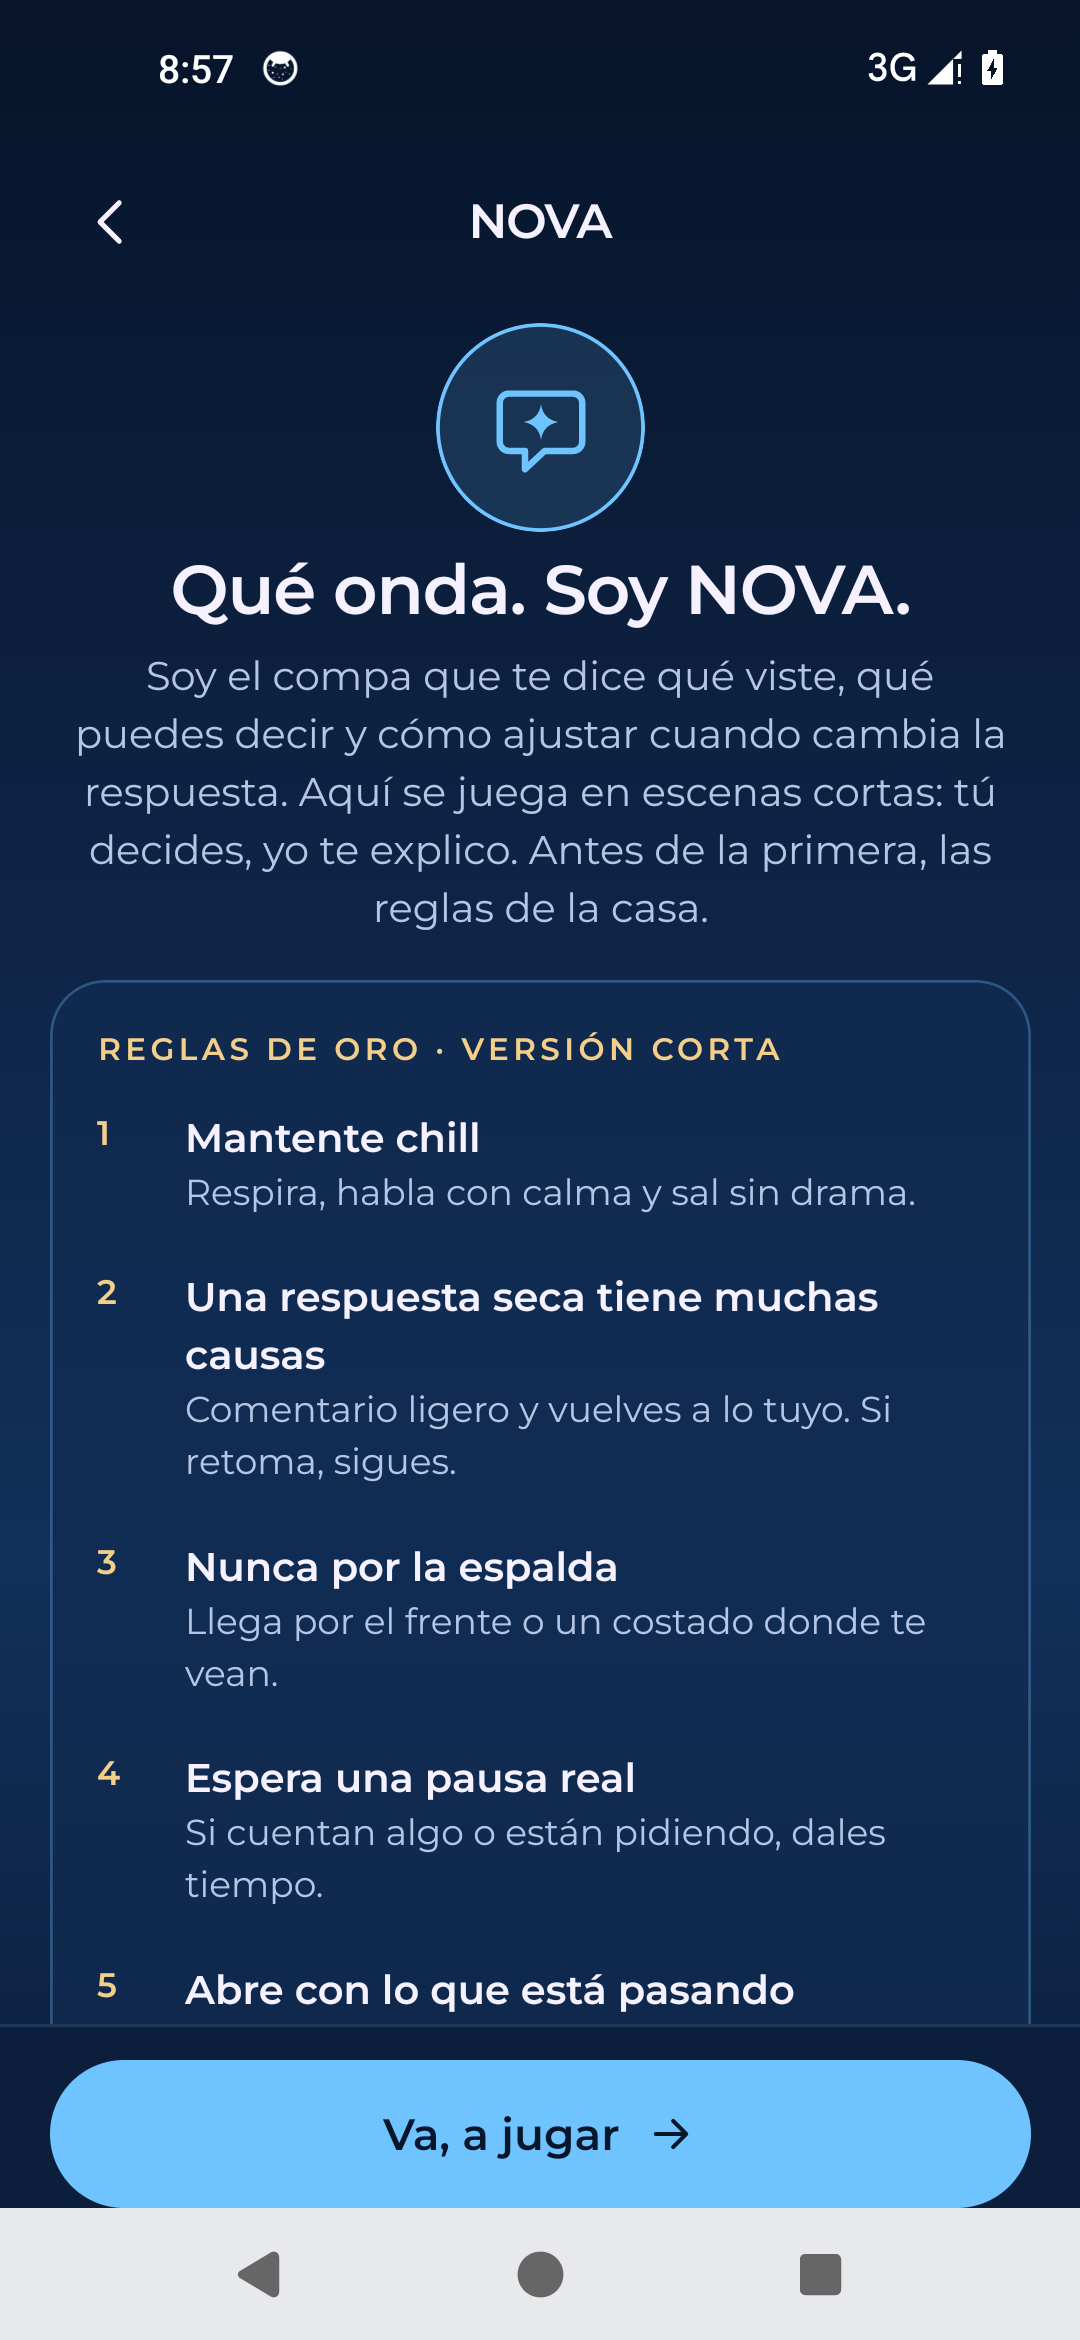 8:57
3G
NOVA
Qué onda. Soy NOVA.
Soy el compa que te dice qué viste, qué
puedes decir y cómo ajustar cuando cambia la
respuesta. Aquí se juega en escenas cortas: tú
decides, yo te explico. Antes de la primera, las
reglas de la casa.
REGLAS DE ORO · VERSIÓN CORTA
1 Mantente chill
Respira, habla con calma y sal sin drama.
2 Una respuesta seca tiene muchas
causas
Comentario ligero y vuelves a lo tuyo. Si
retoma, sigues.
3 Nunca por la espalda
Llega por el frente o un costado donde te
vean.
4 Espera una pausa real
Si cuentan algo o están pidiendo, dales
tiempo.
5 Abre con lo que está pasando
Va, a jugar →